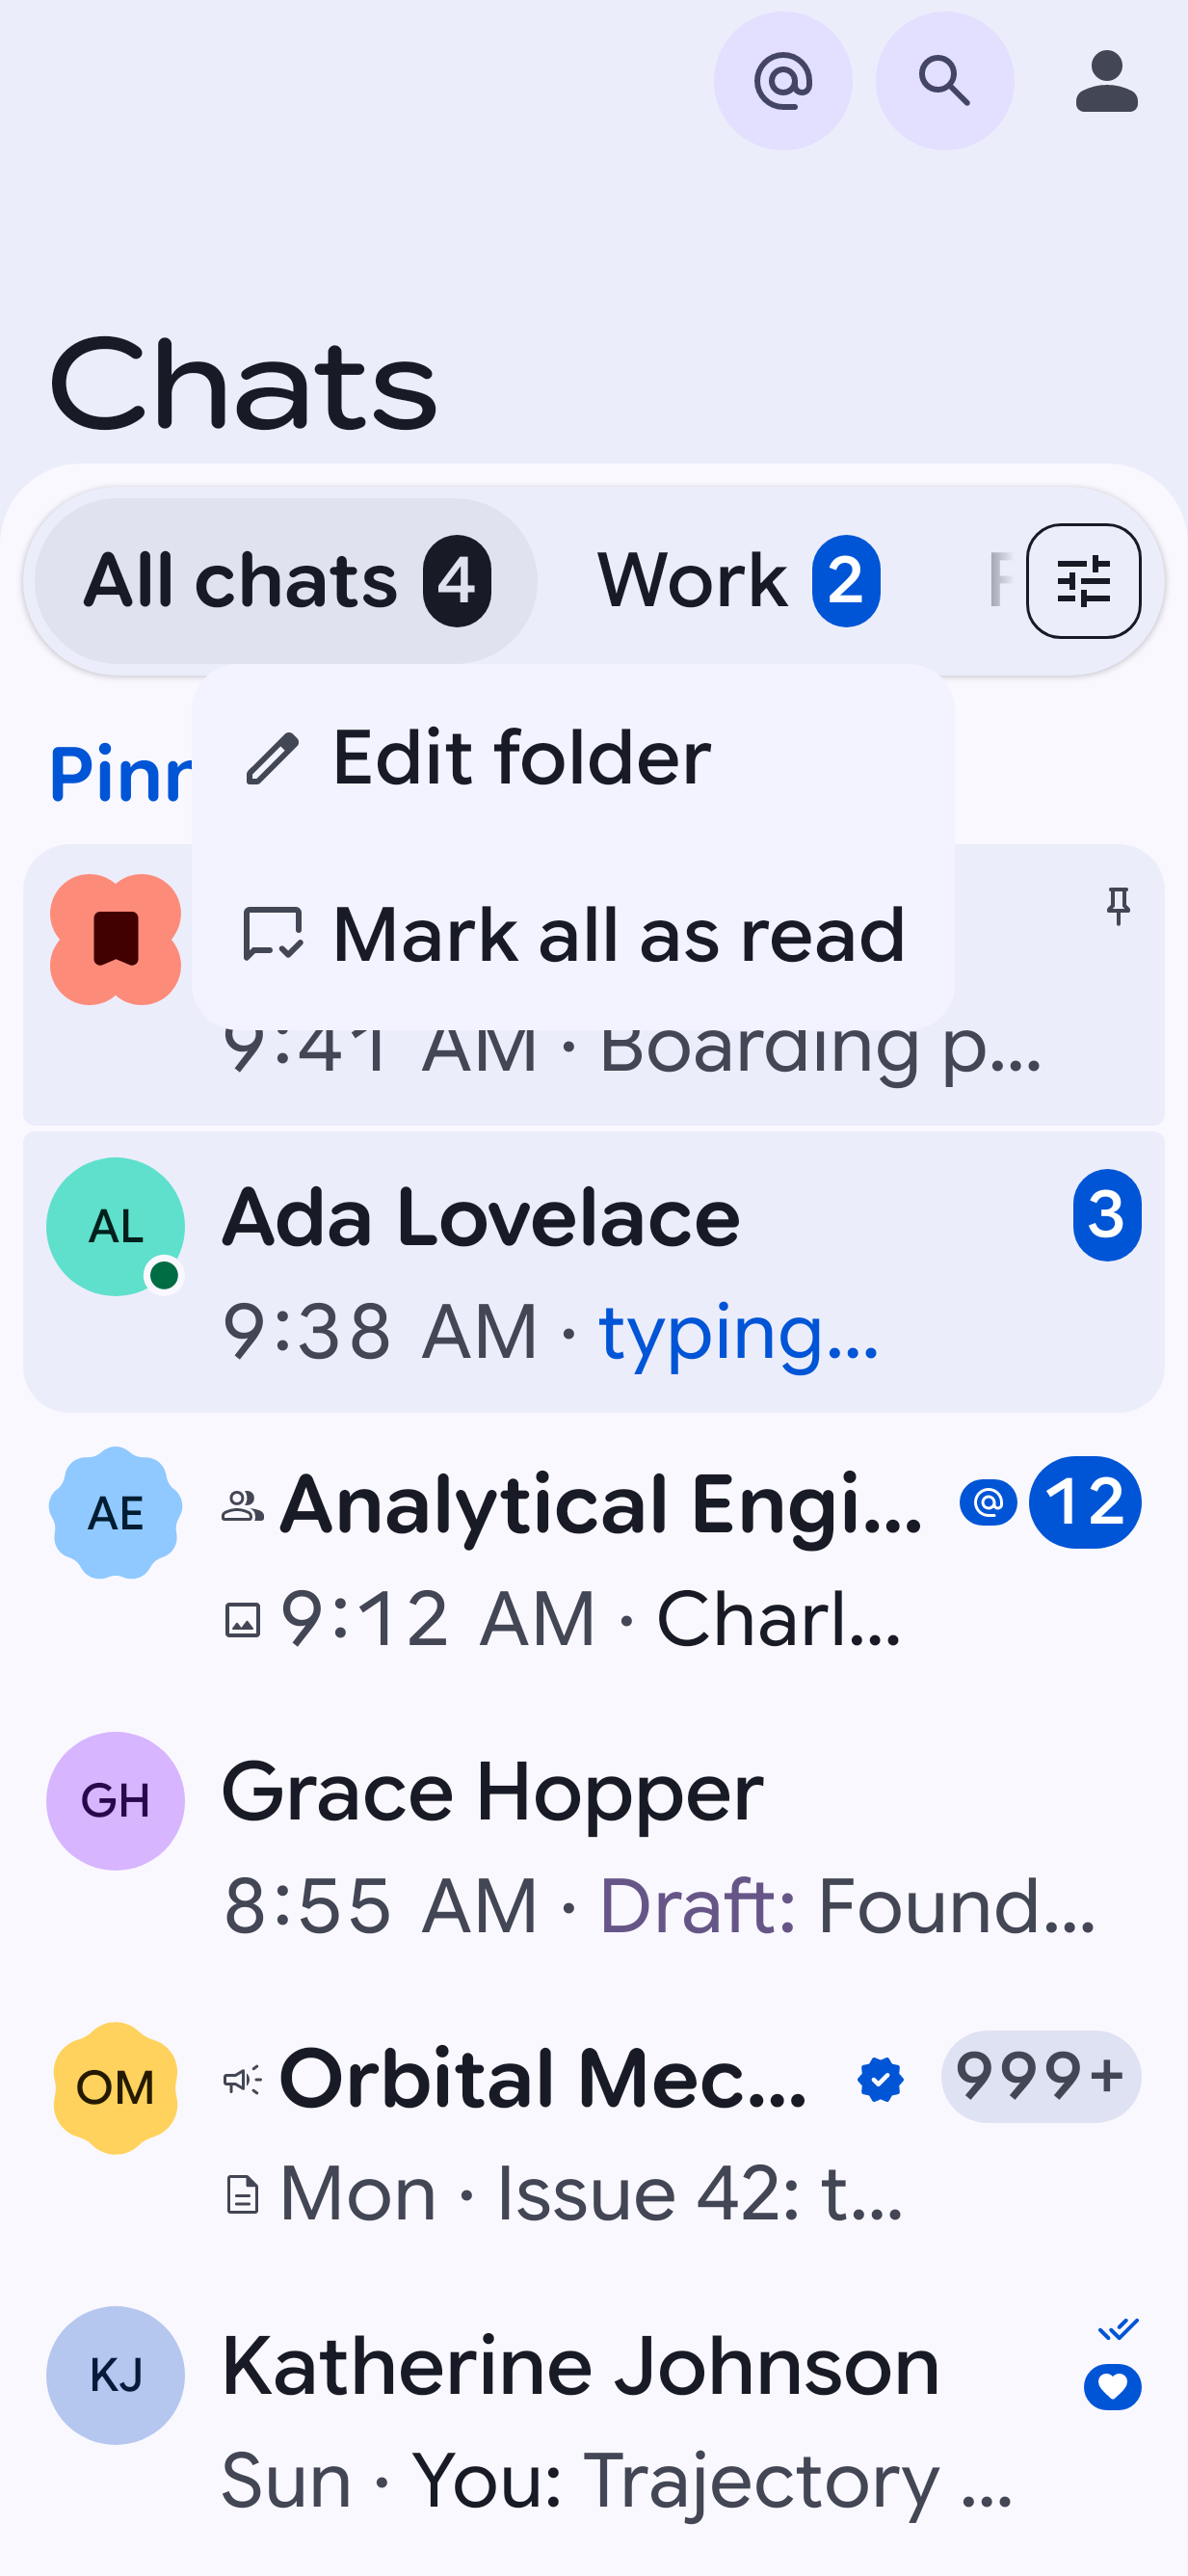 Chats
All chats 4 Work 2
Edit folder
Mark all as read
9:41 AM · Boarding p...
AL Ada Lovelace 3
9:38 AM · typing...
AE Analytical Engi... @ 12
9:12 AM · Charl...
GH Grace Hopper
8:55 AM · Draft: Found...
OM Orbital Mec... 999+
Mon · Issue 42: t...
KJ Katherine Johnson
Sun · You: Trajectory ...